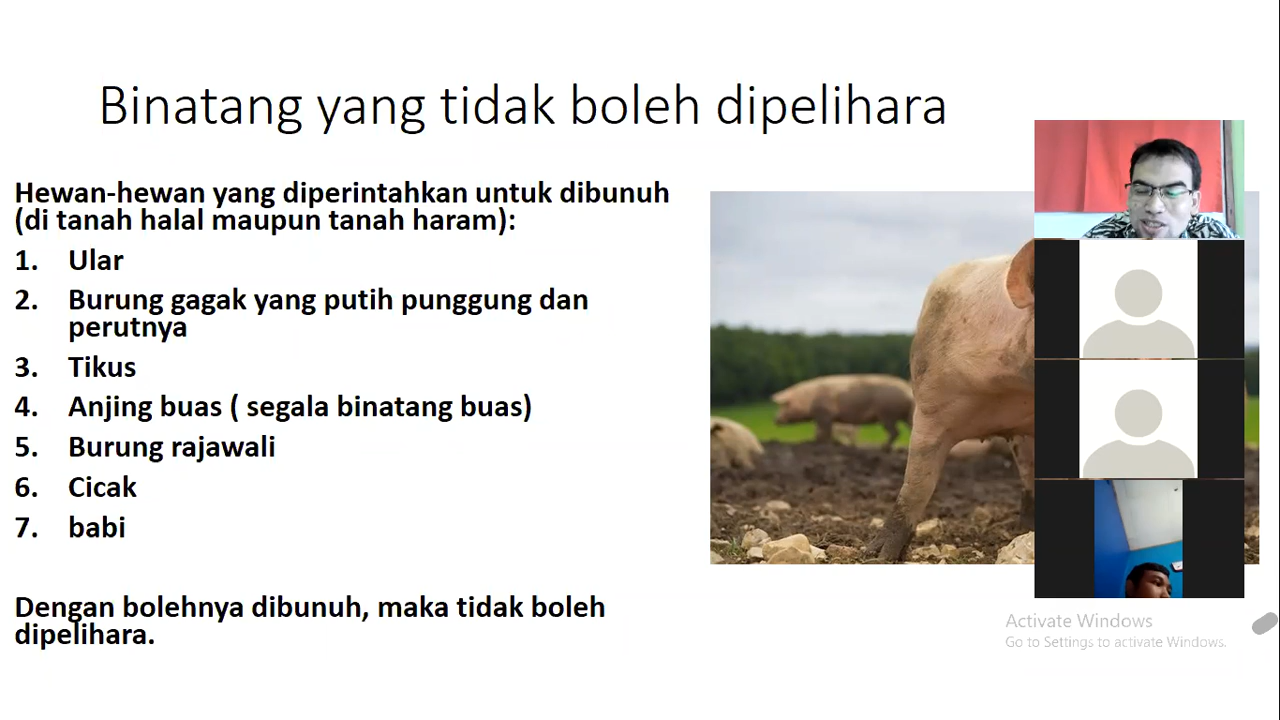 Binatang yang tidak boleh dipelihara
Hewan-hewan yang diperintahkan untuk dibunuh
(di tanah halal maupun tanah haram):
1. Ular
2. Burung gagak yang putih punggung dan
perutnya
3. Tikus
4. Anjing buas ( segala binatang buas)
5. Burung rajawali
6. Cicak
7. babi
Dengan bolehnya dibunuh, maka tidak boleh
dipelihara.
Activate Windows
Go to Settings to activate Windows.